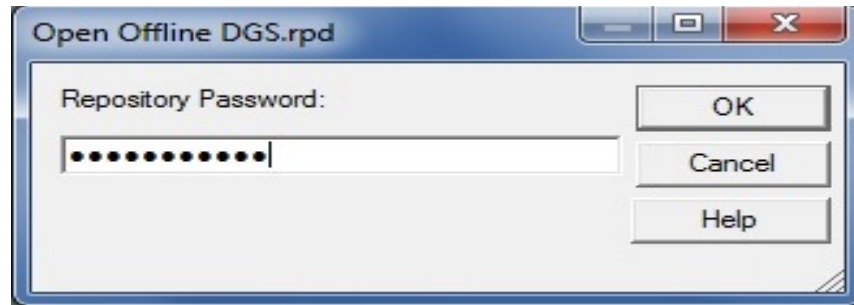 Open Offline DGS.rpd
Repository Password:
OK
●●●●●●●●●●●
Cancel
Help